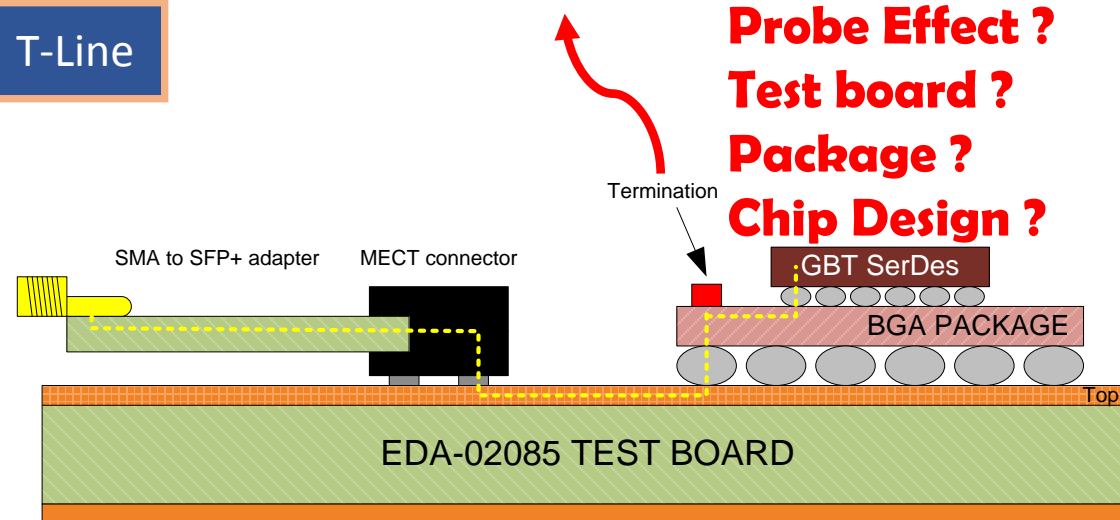 T-Line
Probe Effect ?
Test board ?
Package ?
Chip Design ?
Termination
SMA to SFP+ adapter
MECT connector
GBT SerDes
BGA PACKAGE
Top
EDA-02085 TEST BOARD